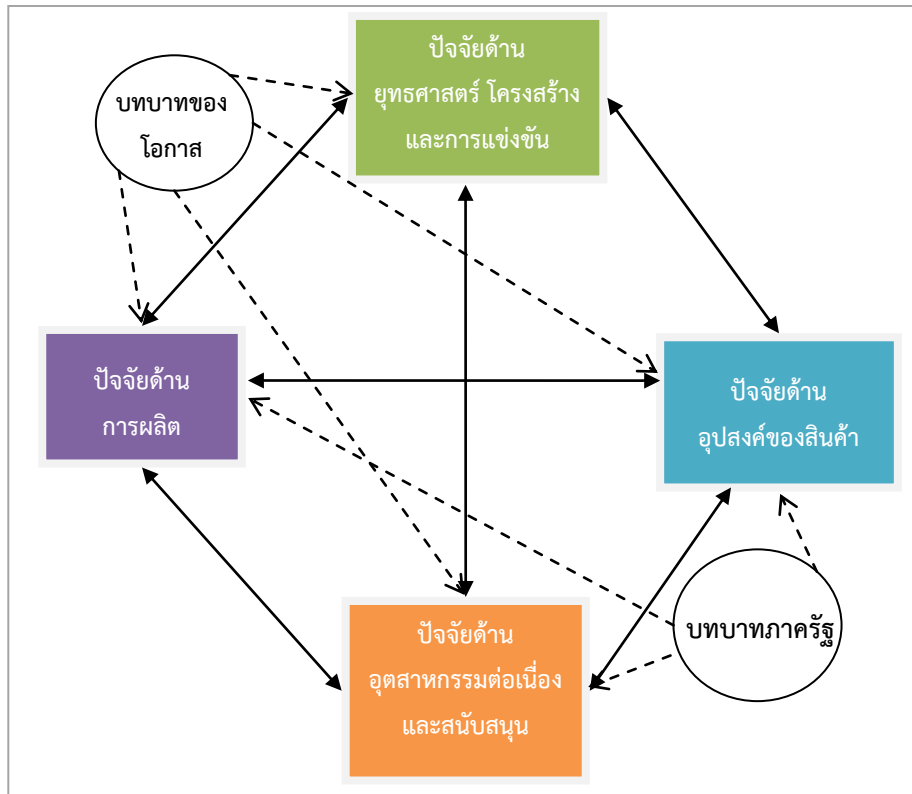 ปัจจัยด้าน
ยุทธศาสตร์ โครงสร้าง
และการแข่งขัน
บทบาทของ
โอกาส
ปัจจัยด้าน
การผลิต
ปัจจัยด้าน
อุปสงค์ของสินค้า
บทบาทภาครัฐ
ปัจจัยด้าน
อุตสาหกรรมต่อเนื่อง
และสนับสนุน